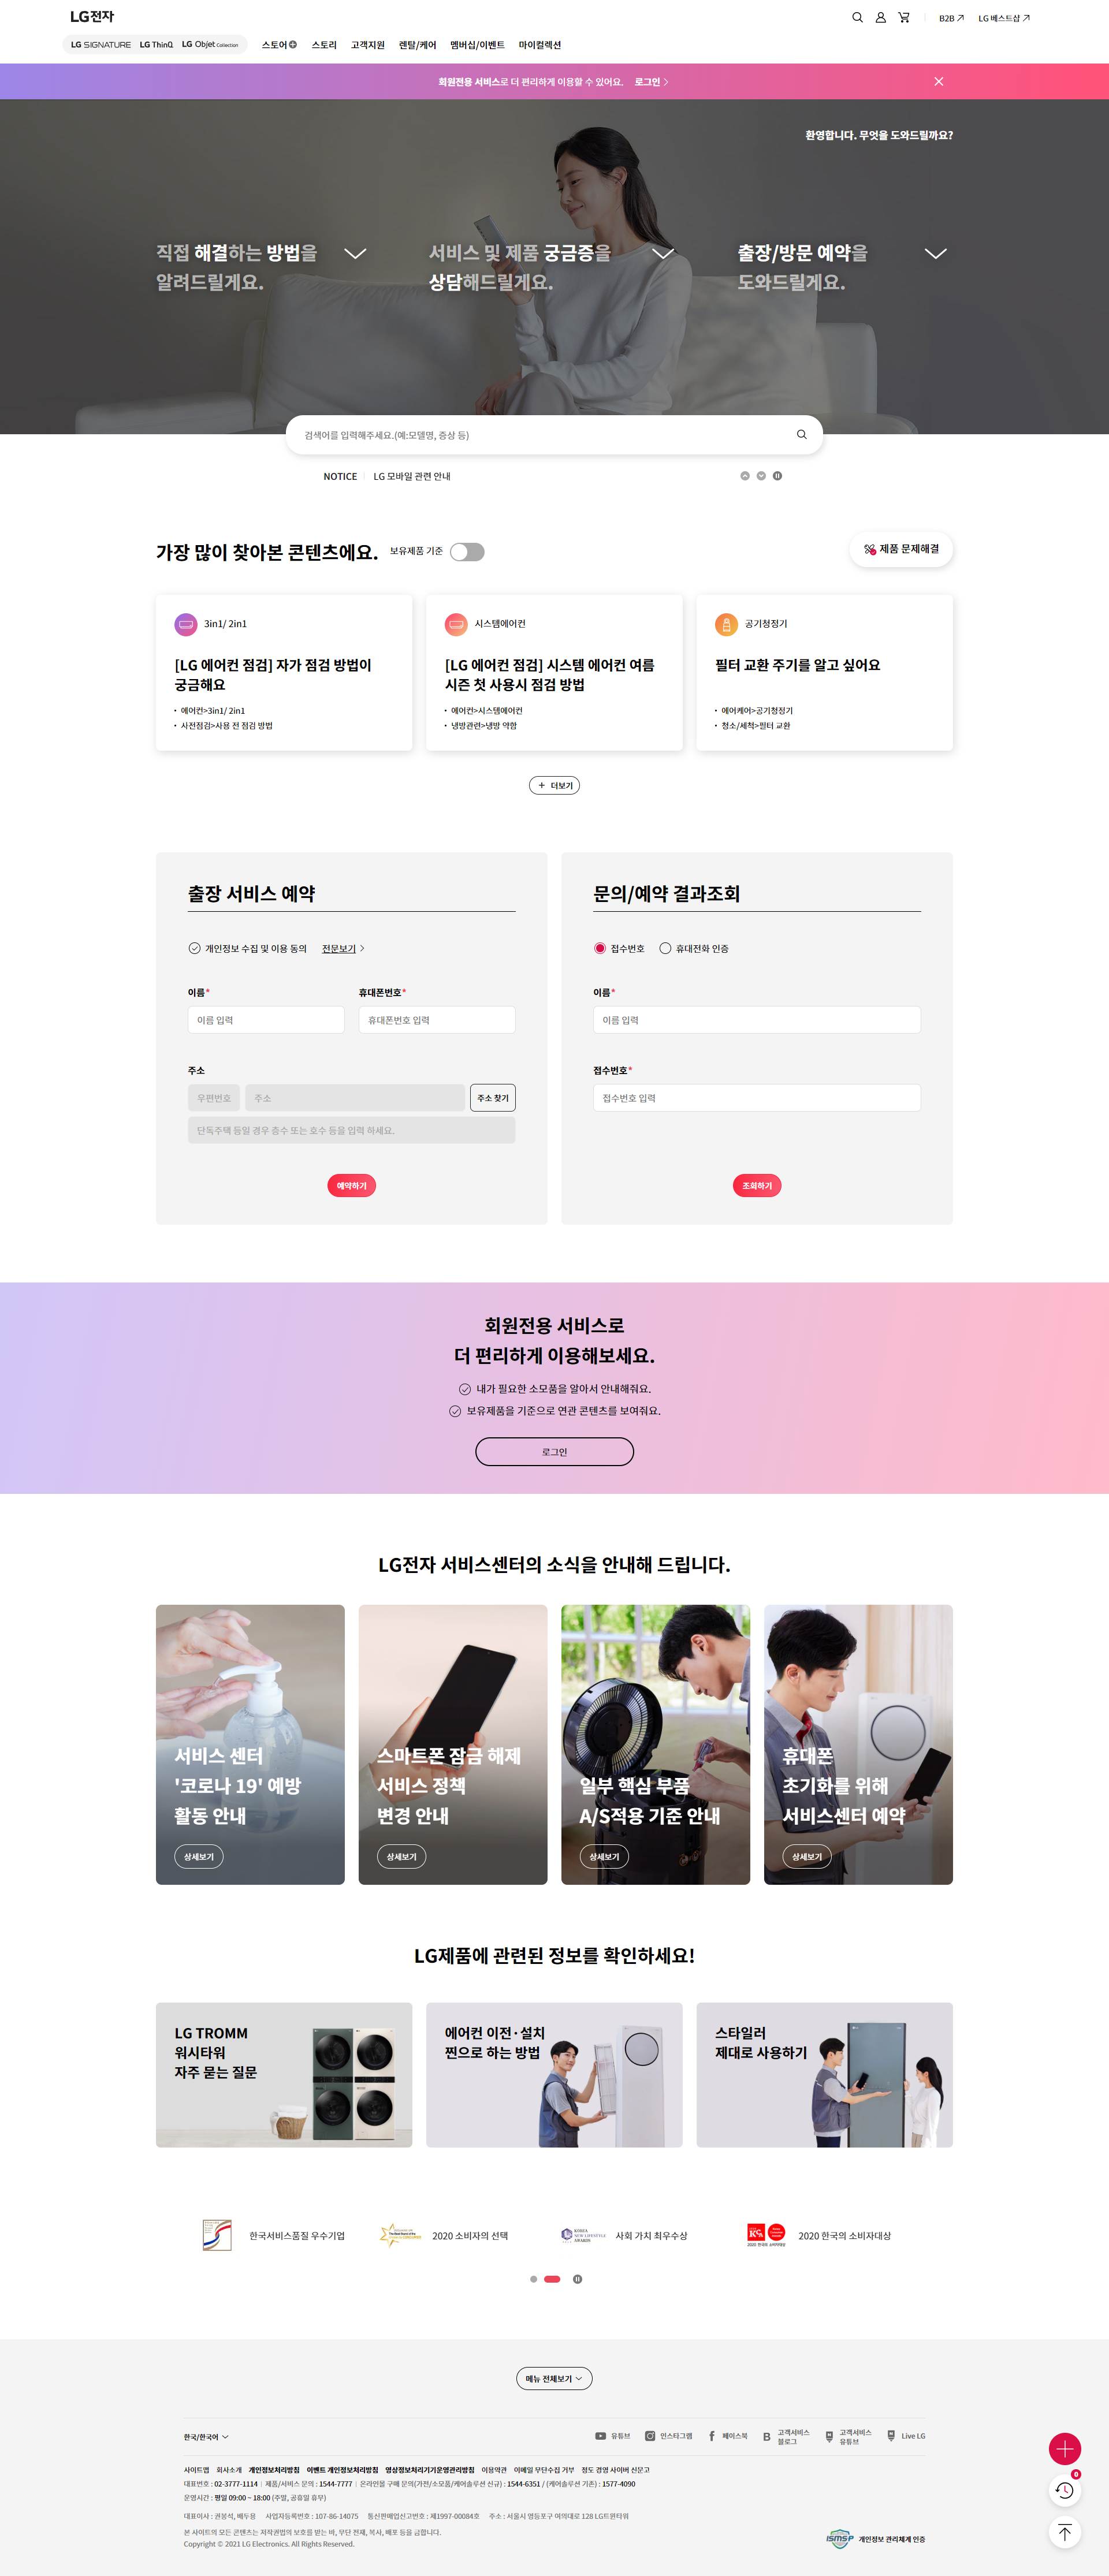 LG전자
B2B
LG 베스트샵
LG SIGNATURE
LG ThinQ
LG Objet Collection
스토어
스토리
고객지원
렌탈/케어
멤버십/이벤트
마이컬렉션
회원전용 서비스로 더 편리하게 이용할 수 있어요.
로그인
환영합니다. 무엇을 도와드릴까요?
직접 해결하는 방법을
알려드릴게요.
서비스 및 제품 궁금증을
상담해드릴게요.
출장/방문 예약을
도와드릴게요.
검색어를 입력해주세요.(예:모델명, 증상 등)
NOTICE
LG 모바일 관련 안내
가장 많이 찾아본 콘텐츠에요.
보유제품 기준
제품 문제해결
3in1/ 2in1
[LG 에어컨 점검] 자가 점검 방법이
궁금해요
에어컨>3in1/ 2in1
사전점검>사용 전 점검 방법
시스템에어컨
[LG 에어컨 점검] 시스템 에어컨 여름
시즌 첫 사용시 점검 방법
에어컨>시스템에어컨
냉방관련>냉방 약함
공기청정기
필터 교환 주기를 알고 싶어요
에어케어>공기청정기
청소/세척>필터 교환
더보기
출장 서비스 예약
개인정보 수집 및 이용 동의
전문보기
이름*
휴대폰번호*
이름 입력
휴대폰번호 입력
주소
우편번호
주소
주소 찾기
단독주택 등일 경우 층수 또는 호수 등을 입력 하세요.
예약하기
문의/예약 결과조회
접수번호
휴대전화 인증
이름*
이름 입력
접수번호*
접수번호 입력
조회하기
회원전용 서비스로
더 편리하게 이용해보세요.
내가 필요한 소모품을 알아서 안내해줘요.
보유제품을 기준으로 연관 콘텐츠를 보여줘요.
로그인
LG전자 서비스센터의 소식을 안내해 드립니다.
서비스 센터
'코로나 19' 예방
활동 안내
상세보기
스마트폰 잠금 해제
서비스 정책
변경 안내
상세보기
일부 핵심 부품
A/S적용 기준 안내
상세보기
휴대폰
초기화를 위해
서비스센터 예약
상세보기
LG제품에 관련된 정보를 확인하세요!
LG TROMM
워시타워
자주 묻는 질문
에어컨 이전·설치
찐으로 하는 방법
스타일러
제대로 사용하기
한국서비스품질 우수기업
2020 소비자의 선택
KOREA
NEW LIFESTYLE
AWARDS
사회 가치 최우수상
2020 한국의 소비자대상
메뉴 전체보기
한국/한국어
유튜브
인스타그램
페이스북
고객서비스
블로그
고객서비스
유튜브
Live LG
사이트맵 회사소개 개인정보처리방침 이벤트 개인정보처리방침 영상정보처리기기운영관리방침 이용약관 이메일 무단수집 거부 정도 경영 사이버 신문고
대표번호 : 02-3777-1114 | 제품/서비스 문의 : 1544-7777 | 온라인몰 구매 문의(가전/소모품/케어솔루션 신규) : 1544-6351 / (케어솔루션 기존) : 1577-4090
운영시간 : 평일 09:00 ~ 18:00 (주말, 공휴일 휴무)
대표이사 : 권봉석, 배두용 사업자등록번호 : 107-86-14075 통신판매업신고번호 : 제1997-00084호 주소 : 서울시 영등포구 여의대로 128 LG트윈타워
본 사이트의 모든 콘텐츠는 저작권법의 보호를 받는 바, 무단 전재, 복사, 배포 등을 금합니다.
Copyright © 2021 LG Electronics. All Rights Reserved.
ISMS-P
개인정보 관리체계 인증
0